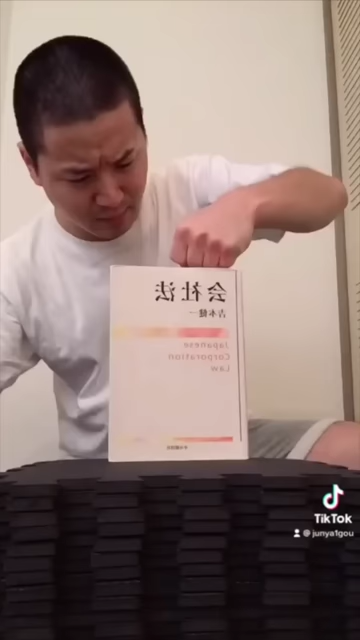 会社法
吉本健一
Japanese
Corporation
Law
TikTok
@ junya1gou